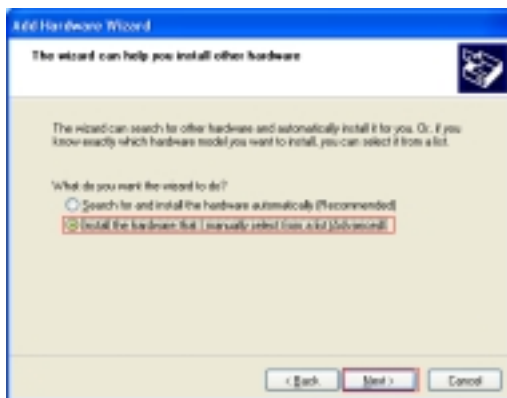 Add Hardware Wizard
The wizard can help you install other hardware
The wizard can search for other hardware and automatically install it for you. Or, if you
know exactly which hardware model you want to install, you can select it from a list.
What do you want the wizard to do?
Search for and install the hardware automatically (Recommended)
Install the hardware that I manually select from a list (Advanced)
< Back
Next >
Cancel